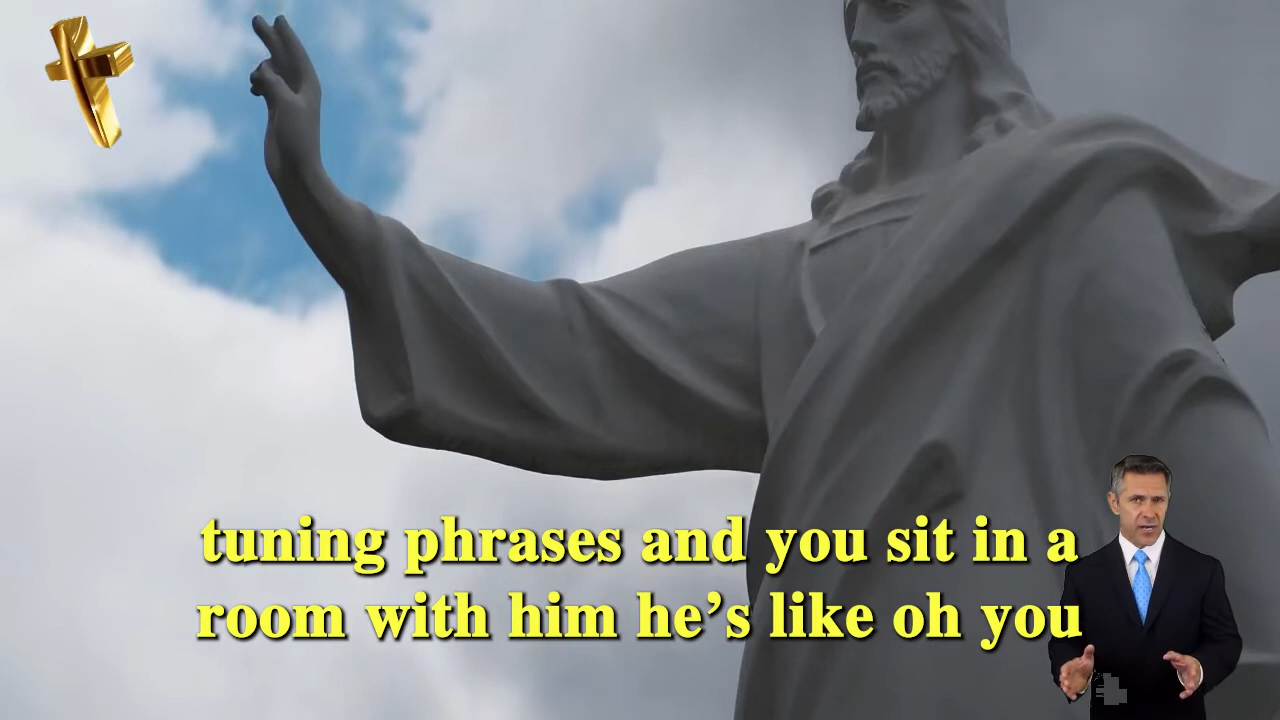 tuning phrases and you sit in a
room with him he’s like oh you